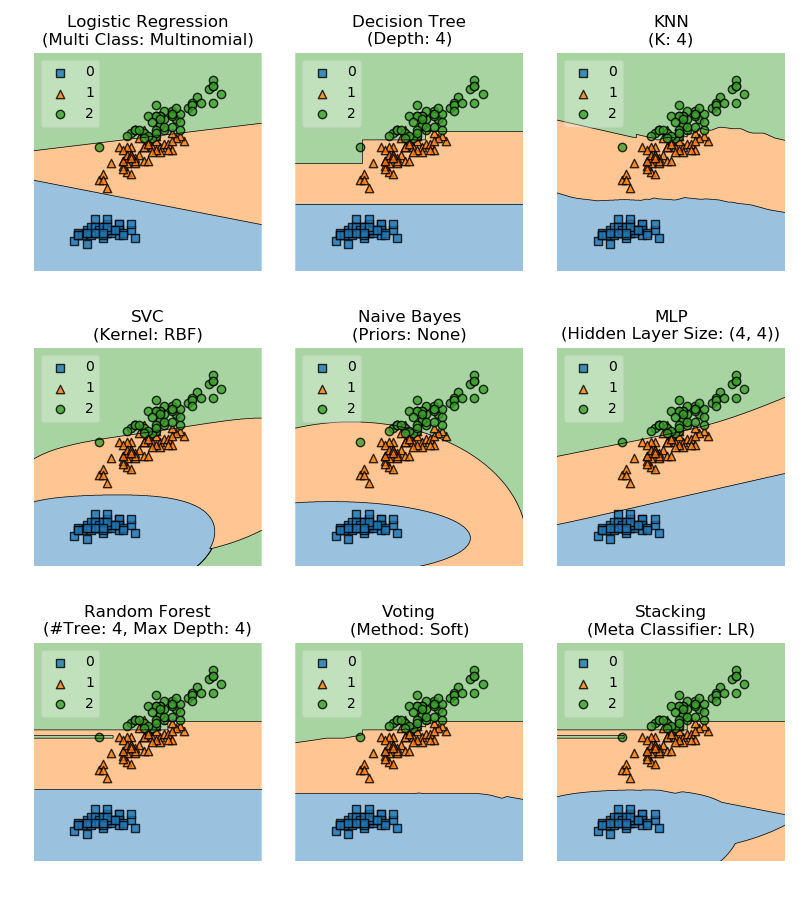 Logistic Regression
(Multi Class: Multinomial)
0
1
2
Decision Tree
(Depth: 4)
0
1
2
KNN
(K: 4)
0
1
2
SVC
(Kernel: RBF)
0
1
2
Naive Bayes
(Priors: None)
0
1
2
MLP
(Hidden Layer Size: (4, 4))
0
1
2
Random Forest
(#Tree: 4, Max Depth: 4)
0
1
2
Voting
(Method: Soft)
0
1
2
Stacking
(Meta Classifier: LR)
0
1
2